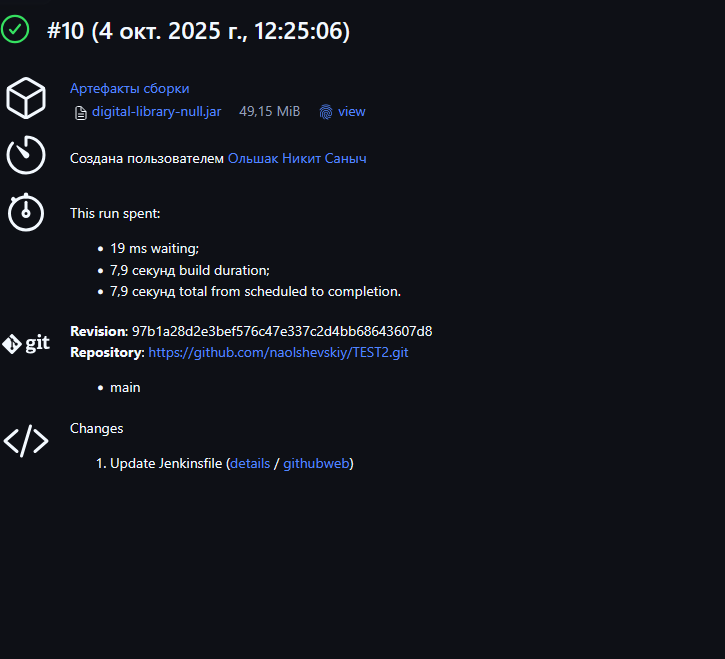 #10 (4 окт. 2025 г., 12:25:06)
Артефакты сборки
digital-library-null.jar 49,15 MiB view
Создана пользователем Ольшак Никит Саныч
This run spent:
• 19 ms waiting;
• 7,9 секунд build duration;
• 7,9 секунд total from scheduled to completion.
git
Revision: 97b1a28d2e3bef576c47e337c2d4bb68643607d8
Repository: https://github.com/naolshevskiy/TEST2.git
• main
Changes
1. Update Jenkinsfile (details / githubweb)